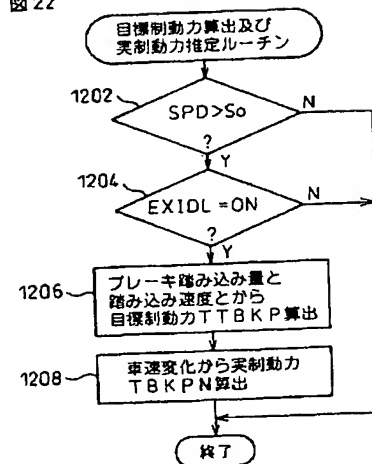 図22
目標制動力算出及び
実制動力推定ルーチン
1202
SPD>So
N
?
Y
1204
EXIDL=ON
N
?
Y
1206
ブレーキ踏み込み量と
踏み込み速度とから
目標制動力TTBKP算出
1208
車速変化から実制動力
TBKPN算出
終了